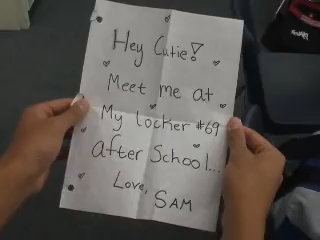 Hey Cutie!
Meet me at
My locker #69
after School...
Love, SAM